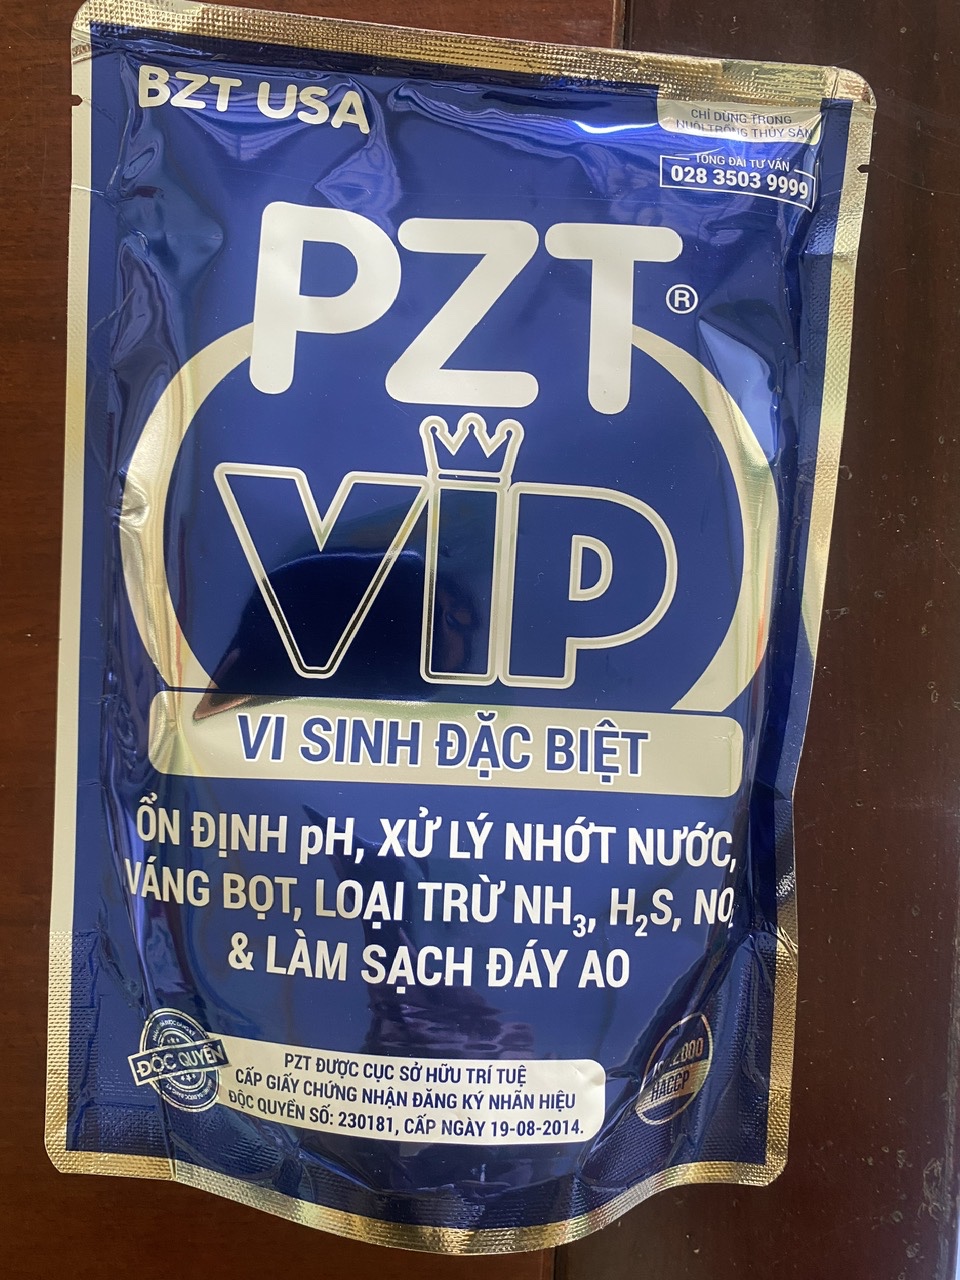 BZT USA
CHỈ DÙNG TRONG
NUÔI TRỒNG THỦY SẢN
TỔNG ĐÀI TƯ VẤN
028 3503 9999
PZT®
VIP
VI SINH ĐẶC BIỆT
ỔN ĐỊNH pH, XỬ LÝ NHỚT NƯỚC,
VÁNG BỌT, LOẠI TRỪ NH₃, H₂S, NO₂
& LÀM SẠCH ĐÁY AO
ĐỘC QUYỀN
PZT ĐƯỢC CỤC SỞ HỮU TRÍ TUỆ
CẤP GIẤY CHỨNG NHẬN ĐĂNG KÝ NHÃN HIỆU
ĐỘC QUYỀN SỐ: 230181, CẤP NGÀY 19-08-2014.
HACCP